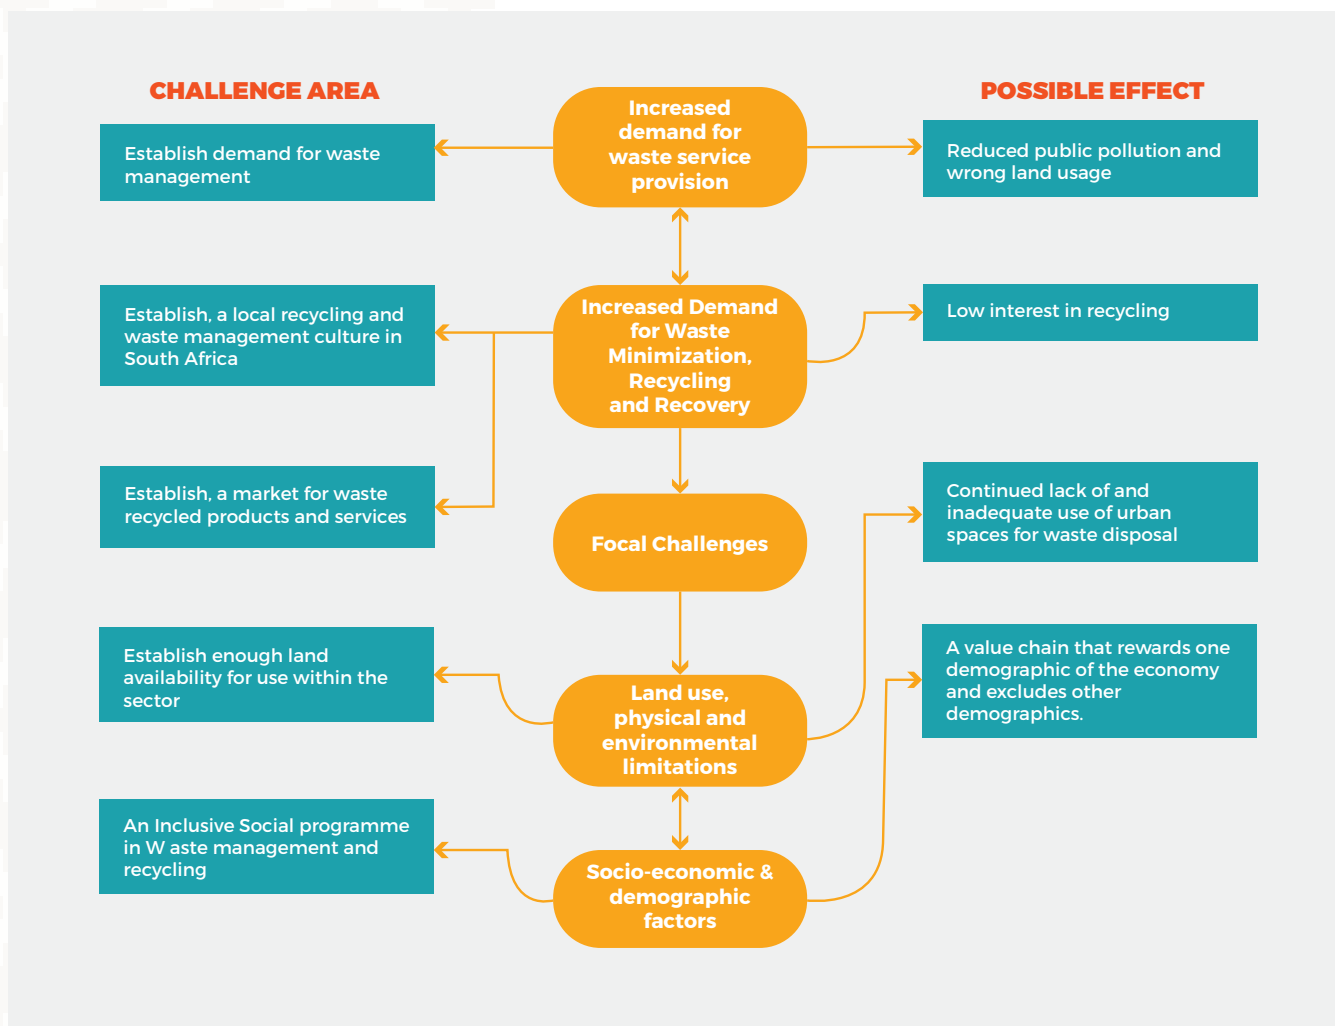 CHALLENGE AREA
Establish demand for waste
management
Establish, a local recycling and
waste management culture in
South Africa
Establish, a market for waste
recycled products and services
Establish enough land
availability for use within the
sector
An Inclusive Social programme
in W aste management and
recycling
Increased
demand for
waste service
provision
Increased Demand
for Waste
Minimization,
Recycling
and Recovery
Focal Challenges
Land use,
physical and
environmental
limitations
Socio-economic &
demographic
factors
POSSIBLE EFFECT
Reduced public pollution and
wrong land usage
Low interest in recycling
Continued lack of and
inadequate use of urban
spaces for waste disposal
A value chain that rewards one
demographic of the economy
and excludes other
demographics.